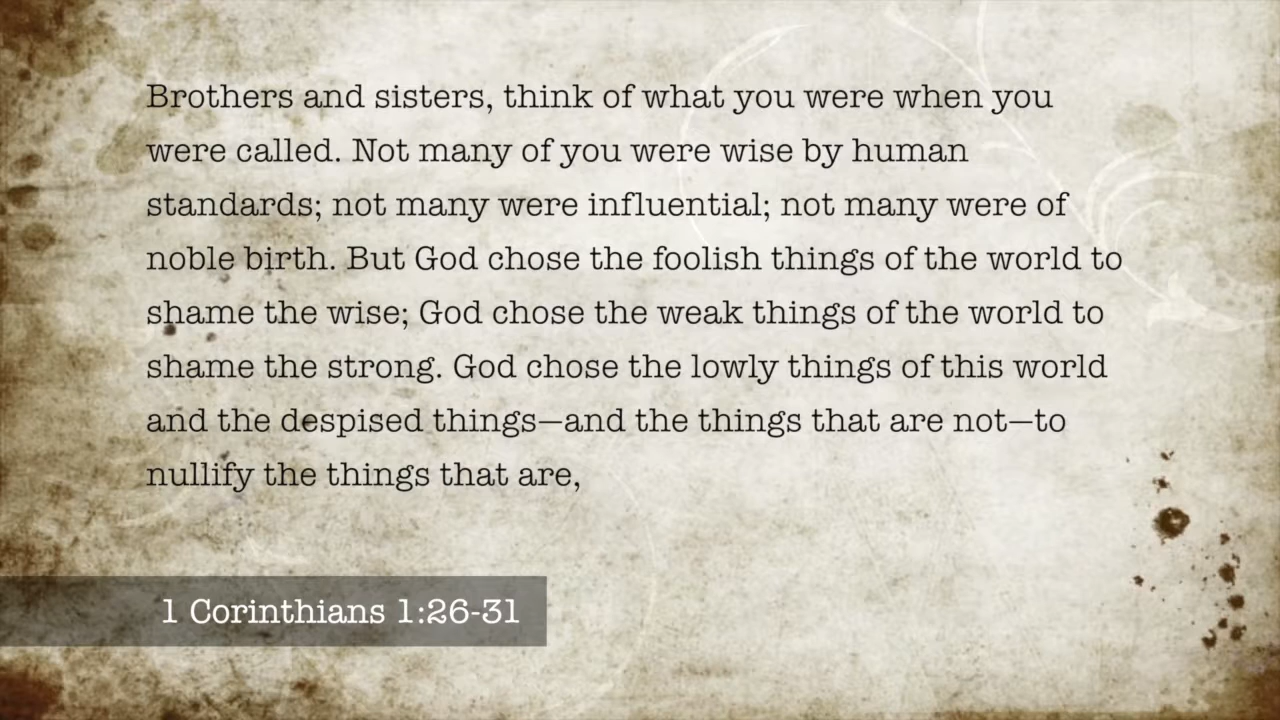 Brothers and sisters, think of what you were when you
were called. Not many of you were wise by human
standards; not many were influential; not many were of
noble birth. But God chose the foolish things of the world to
shame the wise; God chose the weak things of the world to
shame the strong. God chose the lowly things of this world
and the despised things—and the things that are not—to
nullify the things that are,
1 Corinthians 1:26-31